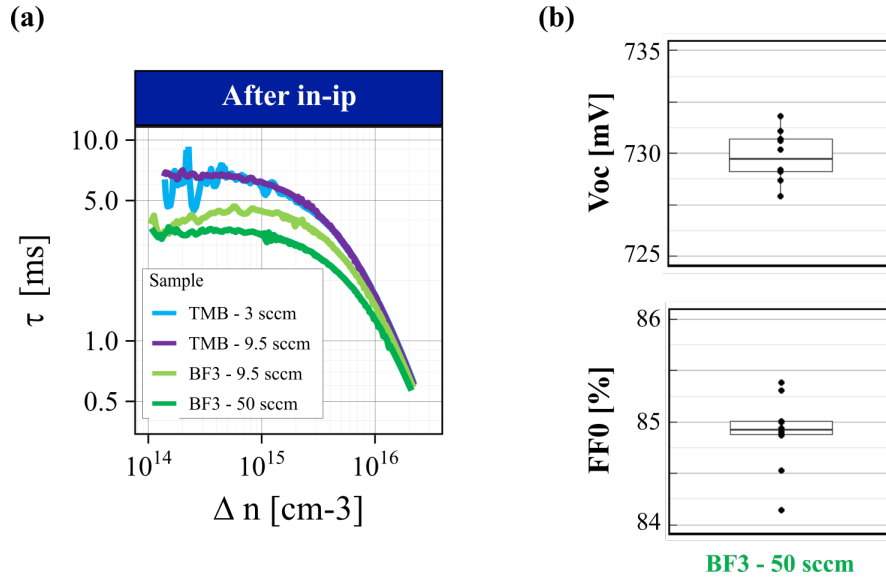 (a)
After in-ip
10.0
5.0
1.0
0.5
τ [ms]
Sample
TMB - 3 sccm
TMB - 9.5 sccm
BF3 - 9.5 sccm
BF3 - 50 sccm
10^14
10^15
10^16
Δ n [cm-3]
(b)
735
730
725
Voc [mV]
86
85
84
FF0 [%]
BF3 - 50 sccm